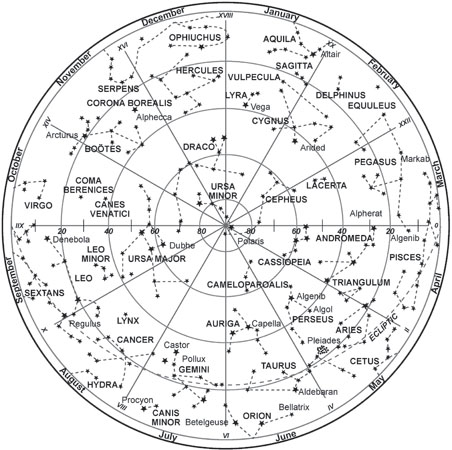 December
XVIII
January
OPHIUCHUS
AQUILA
XX
XVI
Altair
November
HERCULES
SAGITTA
February
VULPECULA
SERPENS
LYRA
DELPHINUS
CORONA BOREALIS
Vega
EQUULEUS
Alphecca
CYGNUS
XIV
XXII
Arcturus
BOÖTES
DRACO
Arided
October
PEGASUS
Markab
March
COMA
BERENICES
URSA
MINOR
LÂCERTA
VIRGO
CANES
VENATICI
CEPHEUS
Alpherat
XII
20
40
60
80
80
60
40
20
0
Denebola
Polaris
ANDROMEDA
Algenib
LEO
MINOR
Dubhe
URSA MAJOR
CASSIOPEIA
PISCES
September
LEO
CAMELOPAROALIS
TRIANGULUM
April
SEXTANS
Algenib
Algol
Regulus
LYNX
AURIGA
Capella
PERSEUS
ARIES
ECLIPTIC
X
II
CANCER
Castor
Pleiades
Pollux
GEMINI
TAURUS
CETUS
August
HYDRA
May
Procyon
Aldebaran
VIII
CANIS
MINOR
Betelgeuse
ORION
Bellatrix
IV
July
VI
June